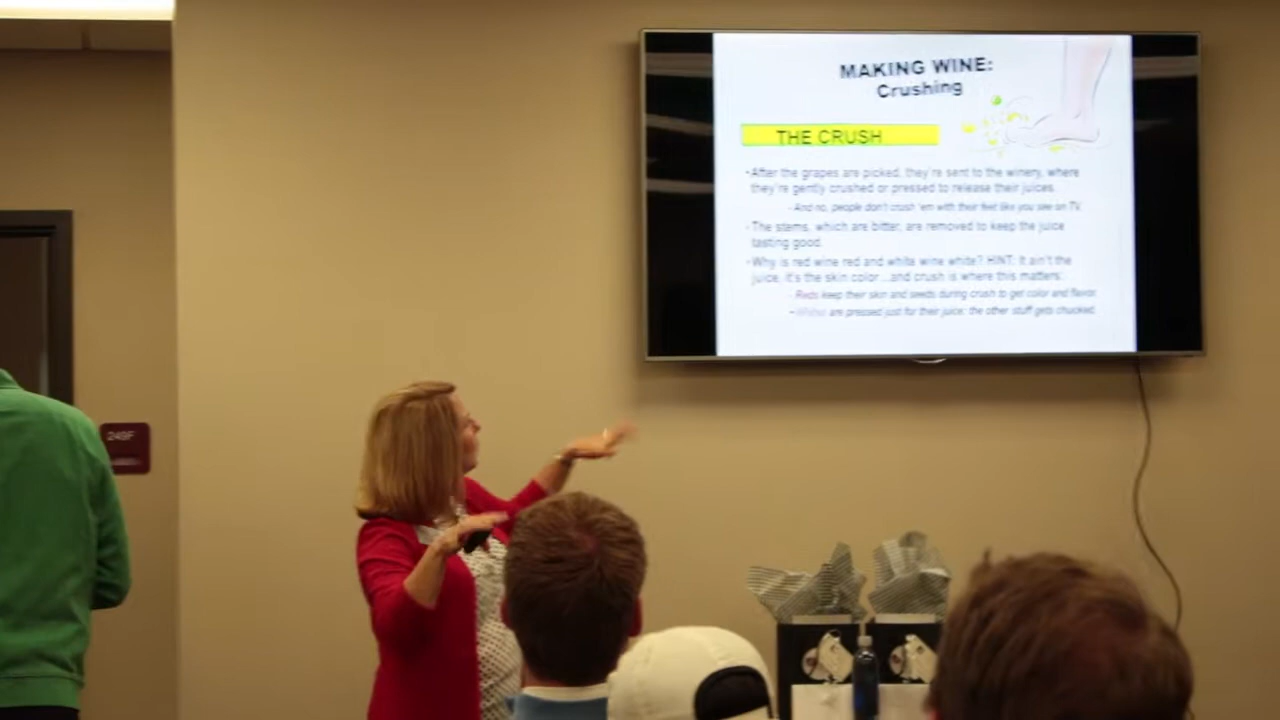 MAKING WINE:
Crushing
THE CRUSH
•After the grapes are picked, they're sent to the winery, where
they're gently crushed or pressed to release their juices.
- And no, people don't crush 'em with their feet like you see on TV.
•The stems, which are bitter, are removed to keep the juice
tasting good.
•Why is red wine red and white wine white? HINT: It ain't the
juice, it's the skin color...and crush is where this matters:
- Reds keep their skin and seeds during crush to get color and flavor.
• Whites are pressed just for their juice; the other stuff gets chucked.
249F